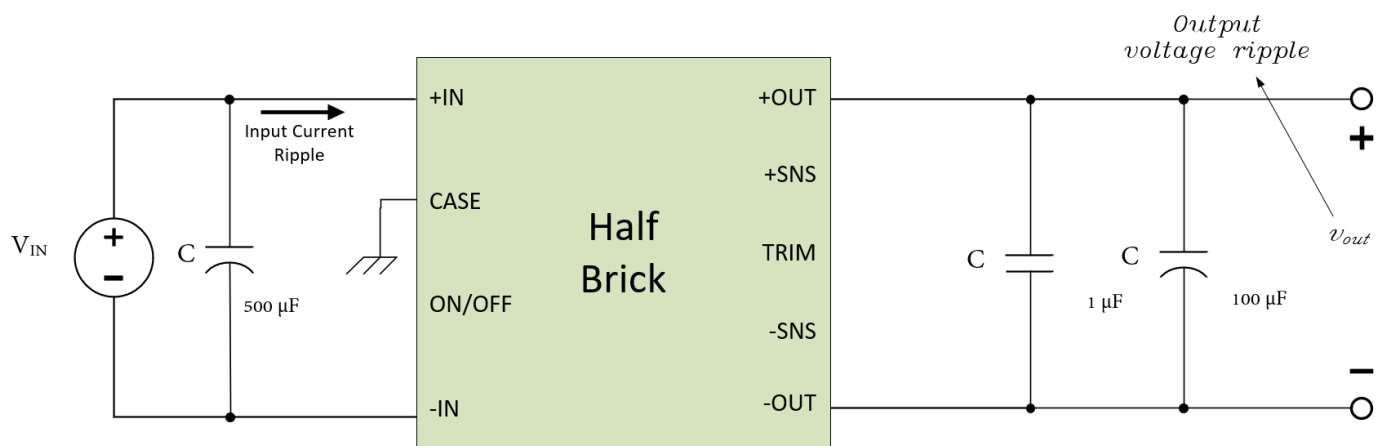 Output
voltage ripple
+IN
+OUT
Input Current
Ripple
+
+SNS
CASE
Half
Brick
v_out
V_IN
+
−
C
TRIM
C
C
500 µF
ON/OFF
1 µF
100 µF
-SNS
−
-IN
-OUT